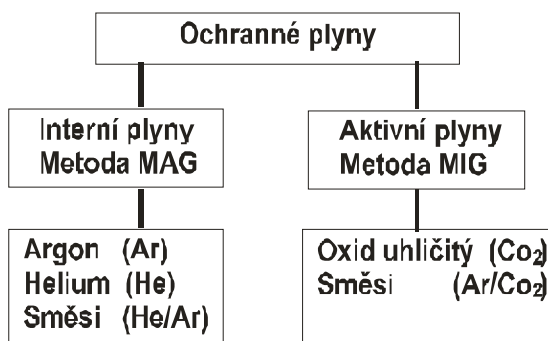 Ochranné plyny
Interní plyny
Metoda MAG
Aktivní plyny
Metoda MIG
Argon (Ar)
Helium (He)
Směsi (He/Ar)
Oxid uhličitý (Co₂)
Směsi (Ar/Co₂)